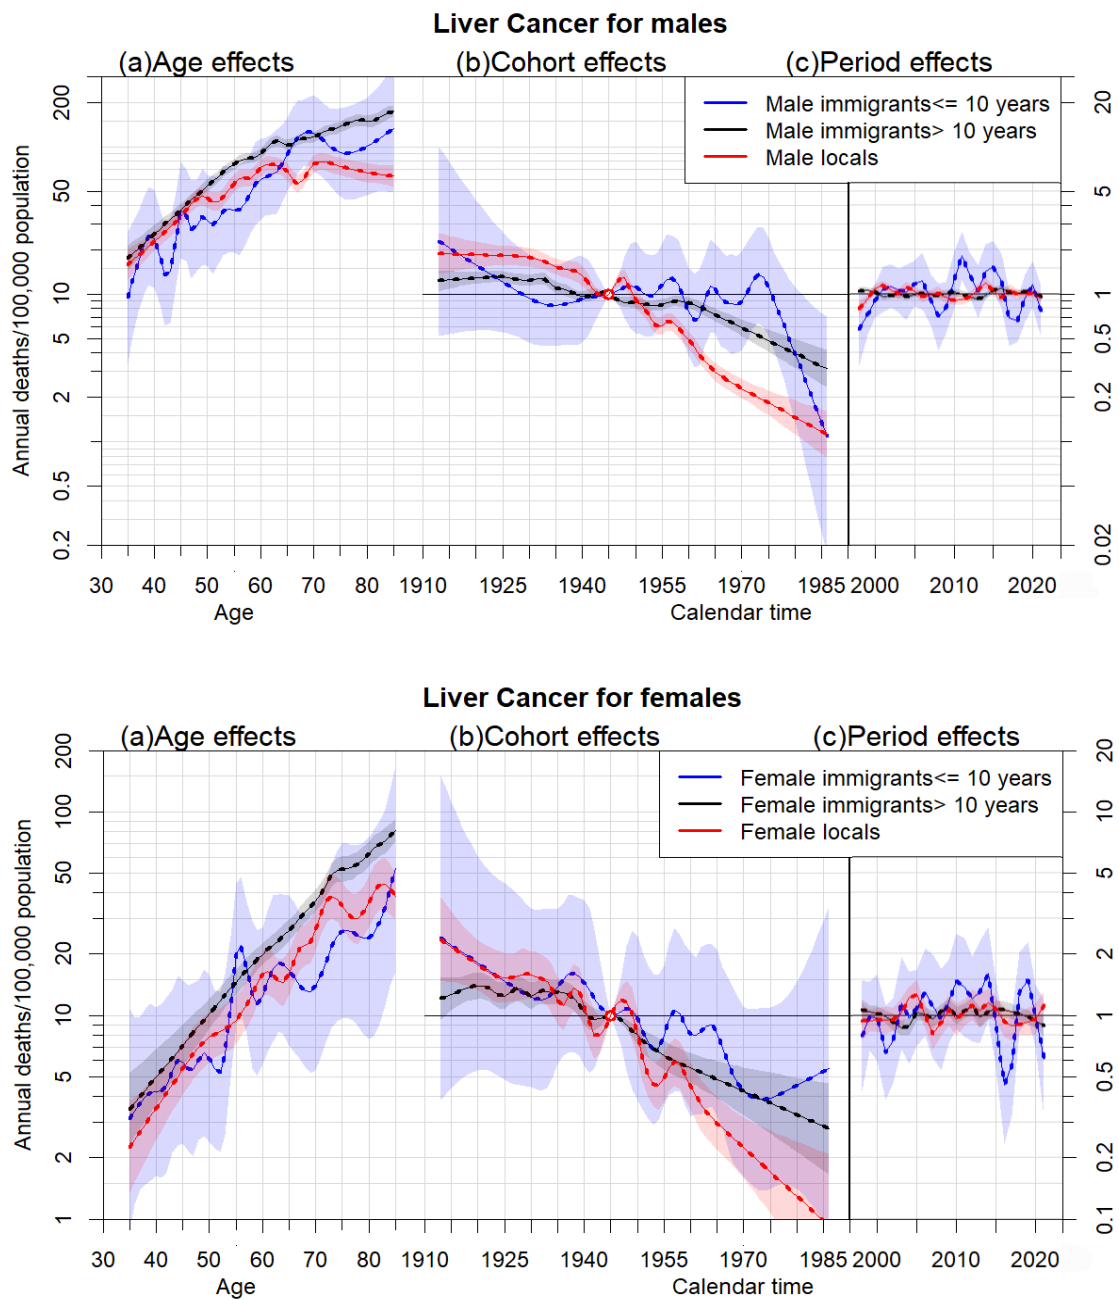 Liver Cancer for males
(a)Age effects (b)Cohort effects (c)Period effects
Male immigrants<= 10 years
Male immigrants> 10 years
Male locals
Annual deaths/100,000 population
200
50
10
5
2
0.5
0.2
20
5
1
0.5
0.2
0.02
30 40 50 60 70 80 1910 1925 1940 1955 1970 1985 2000 2010 2020
Age Calendar time
Liver Cancer for females
(a)Age effects (b)Cohort effects (c)Period effects
Female immigrants<= 10 years
Female immigrants> 10 years
Female locals
Annual deaths/100,000 population
200
100
50
20
10
5
2
1
20
10
5
2
1
0.5
0.2
0.1
30 40 50 60 70 80 1910 1925 1940 1955 1970 1985 2000 2010 2020
Age Calendar time